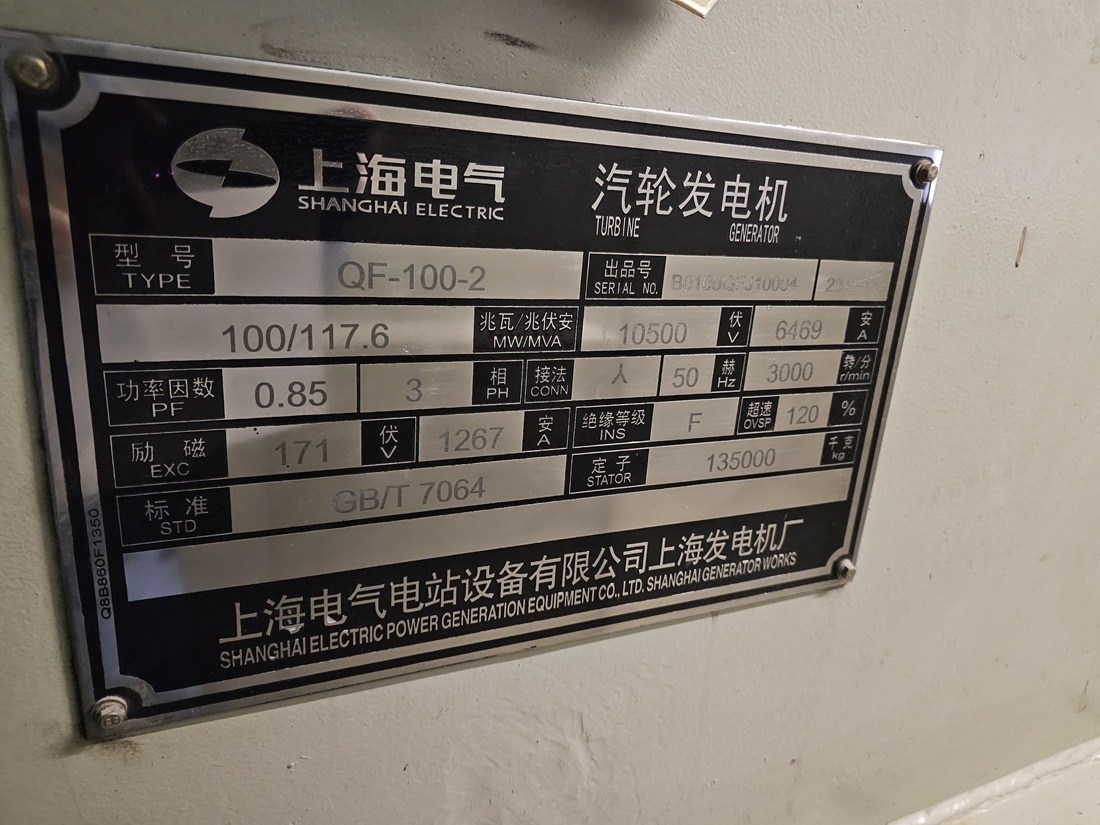 上海电气 汽轮发电机
SHANGHAI ELECTRIC TURBINE GENERATOR
型号 TYPE QF-100-2 出品号 SERIAL NO.
100/117.6 兆瓦/兆伏安 MW/MVA 10500 伏 V 6469 安 A
功率因数 PF 0.85 3 相 PH 接法 CONN 人 50 赫 Hz 3000 转/分 r/min
励磁 EXC 171 伏 V 1267 安 A 绝缘等级 INS F 超速 OVSP 120 %
标准 STD GB/T 7064 定子 STATOR 135000 千克 kg
上海电气电站设备有限公司上海发电机厂
SHANGHAI ELECTRIC POWER GENERATION EQUIPMENT CO., LTD. SHANGHAI GENERATOR WORKS
Q8B860F1350